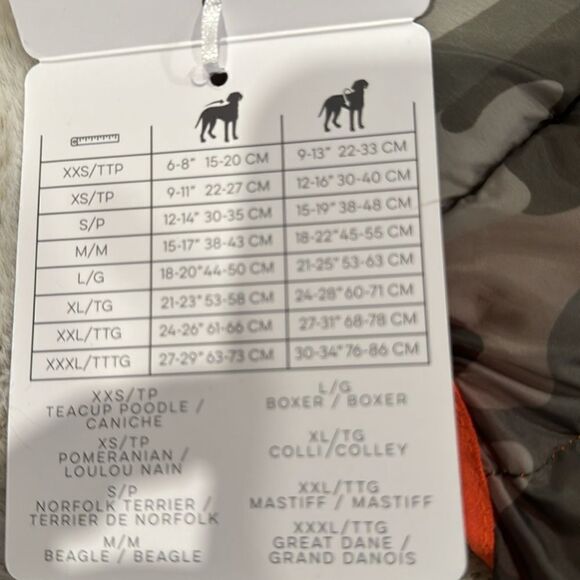 XXS/TTP 6-8" 15-20 CM 9-13" 22-33 CM
XS/TP 9-11" 22-27 CM 12-16" 30-40 CM
S/P 12-14" 30-35 CM 15-19" 38-48 CM
M/M 15-17" 38-43 CM 18-22" 45-55 CM
L/G 18-20" 44-50 CM 21-25" 53-63 CM
XL/TG 21-23" 53-58 CM 24-28" 60-71 CM
XXL/TTG 24-26" 61-66 CM 27-31" 68-78 CM
XXXL/TTTG 27-29" 63-73 CM 30-34" 76-86 CM
XXS/TP
TEACUP POODLE /
CANICHE
XS/TP
POMERANIAN /
LOULOU NAIN
S/P
NORFOLK TERRIER /
TERRIER DE NORFOLK
M/M
BEAGLE / BEAGLE
L/G
BOXER / BOXER
XL/TG
COLLI/COLLEY
XXL/TTG
MASTIFF / MASTIFF
XXXL/TTG
GREAT DANE /
GRAND DANOIS